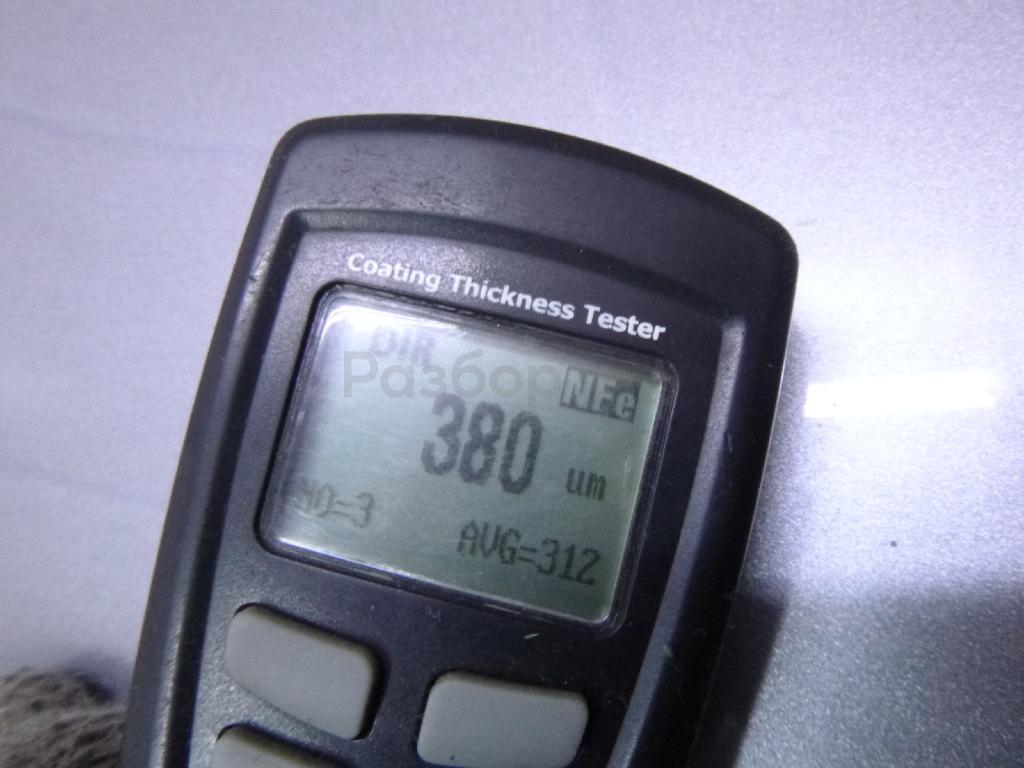 Coating Thickness Tester
DIR
Разбор
NFe
380 um
NO=3
AVG=312